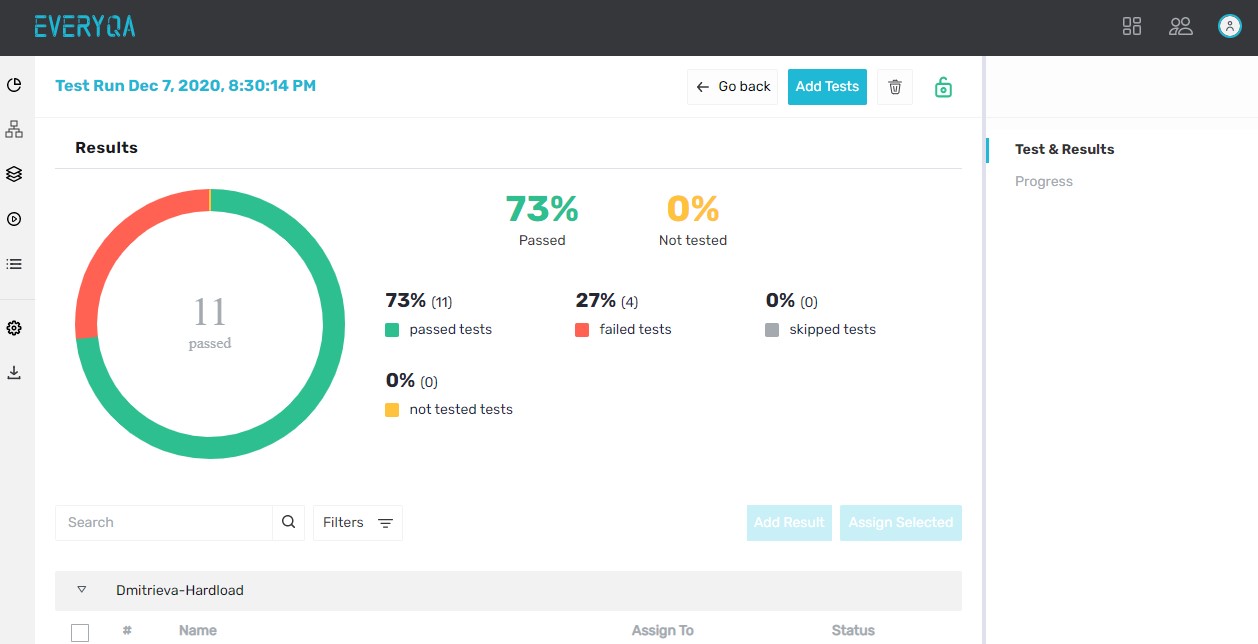 EVERYQA
Test Run Dec 7, 2020, 8:30:14 PM
Go back
Add Tests
Results
73%
Passed
0%
Not tested
11
passed
73% (11)
passed tests
27% (4)
failed tests
0% (0)
skipped tests
0% (0)
not tested tests
Search
Filters
Add Result
Assign Selected
Dmitrieva-Hardload
# Name Assign To Status
Test & Results
Progress